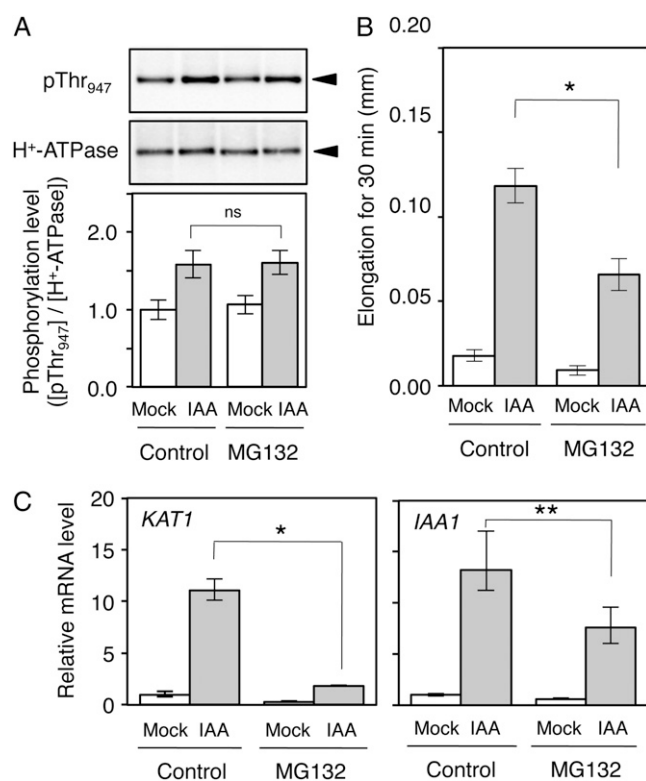 A
pThr947
H+-ATPase
Phosphorylation level
([pThr947] / [H+-ATPase])
2.0
1.0
0.0
ns
Mock IAA Mock IAA
Control MG132
B
Elongation for 30 min (mm)
0.20
0.15
0.10
0.05
0.00
*
Mock IAA Mock IAA
Control MG132
C
Relative mRNA level
20
15
10
5
0
KAT1
*
Mock IAA Mock IAA
Control MG132
IAA1
**
Mock IAA Mock IAA
Control MG132